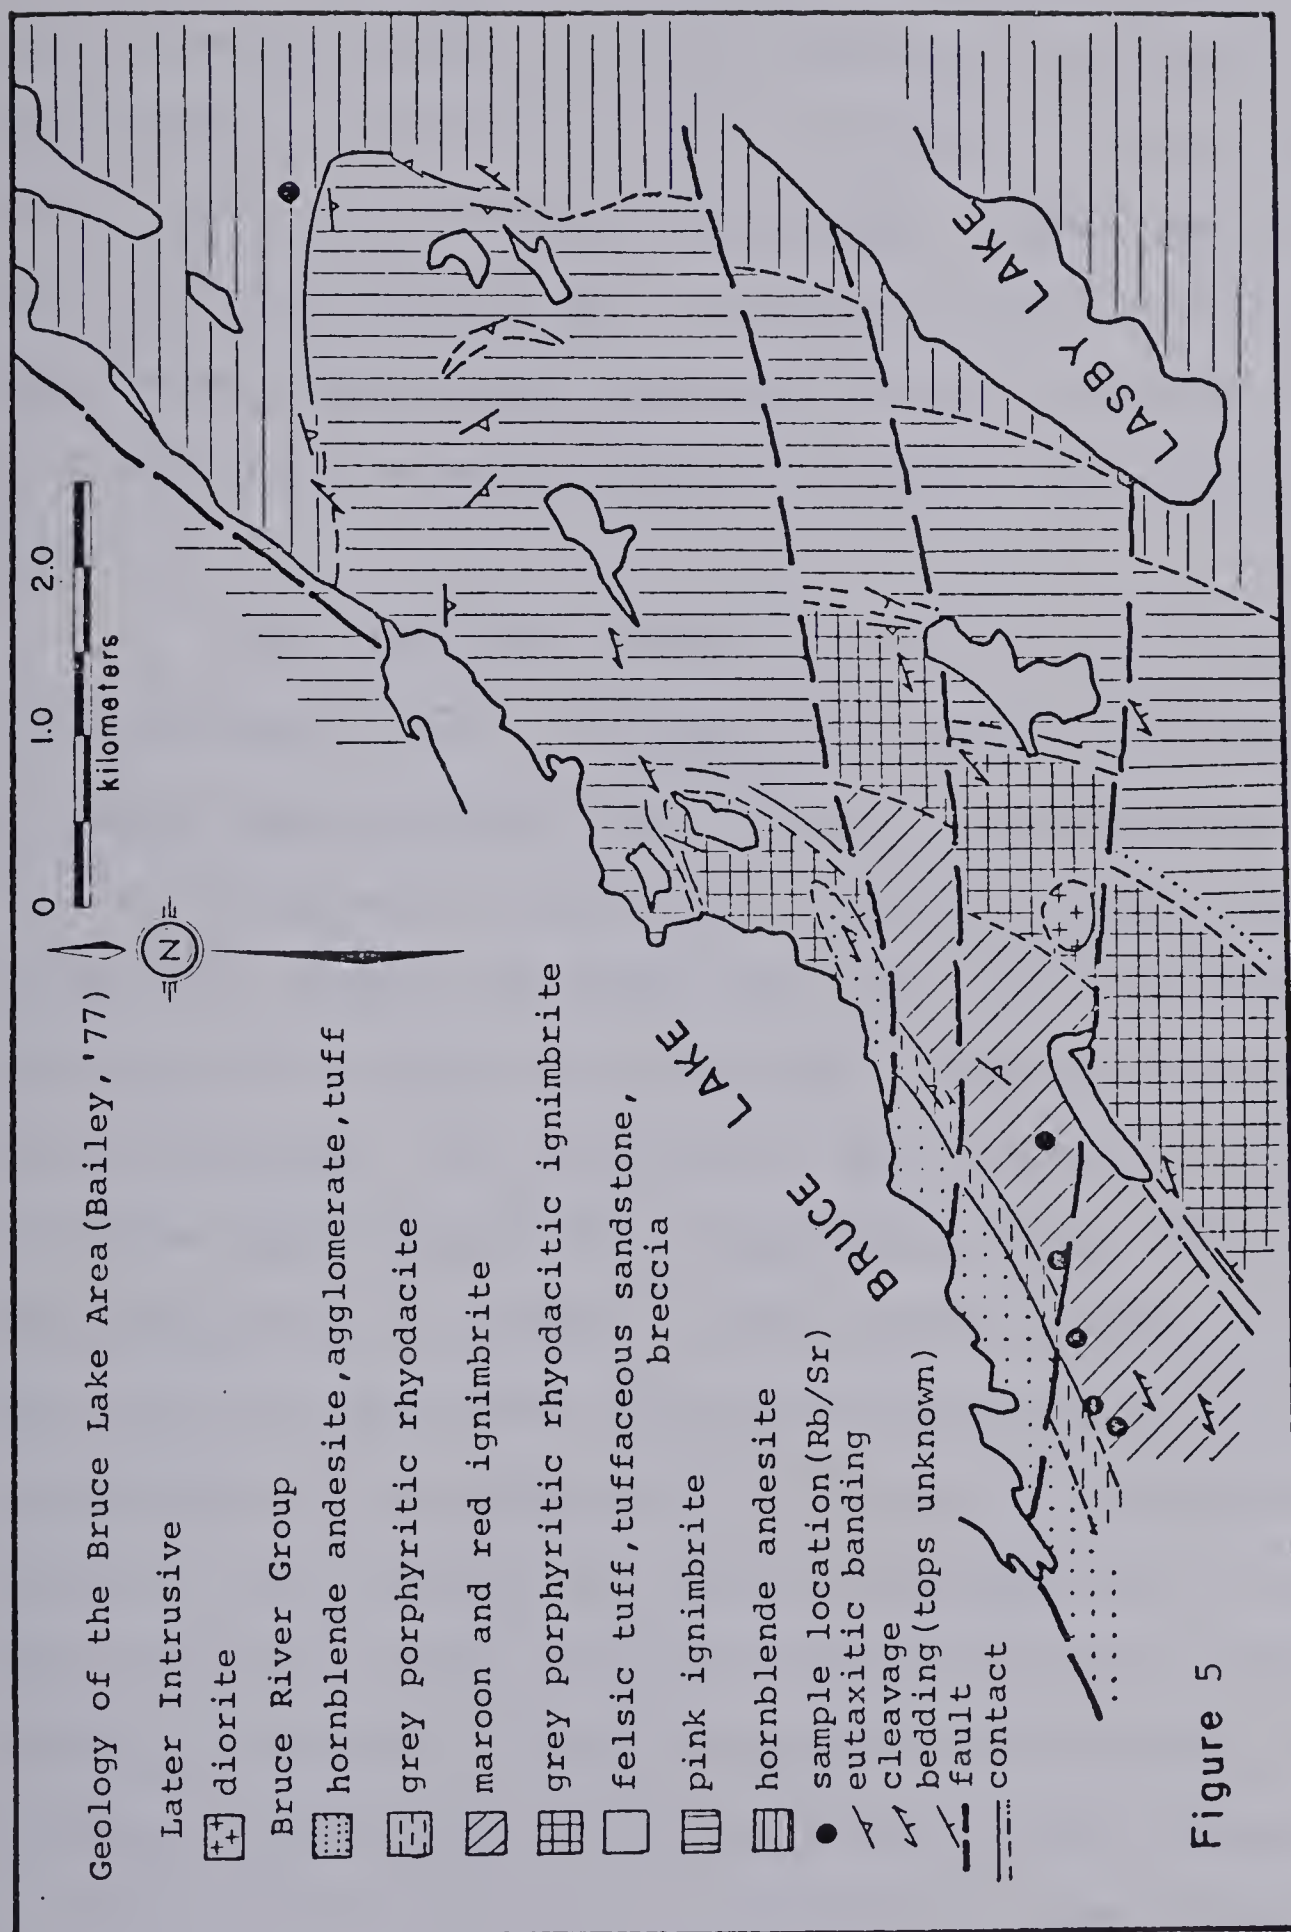 Geology of the Bruce Lake Area(Bailey,'77)
Later Intrusive
diorite
Bruce River Group
hornblende andesite,agglomerate,tuff
grey porphyritic rhyodacite
maroon and red ignimbrite
grey porphyritic rhyodacitic ignimbrite
felsic tuff,tuffaceous sandstone,
breccia
pink ignimbrite
hornblende andesite
sample location(Rb/Sr)
eutaxitic banding
cleavage
bedding(tops unknown)
fault
contact
Figure 5
N
0 1.0 2.0
kilometers
BRUCE LAKE
LASBY LAKE